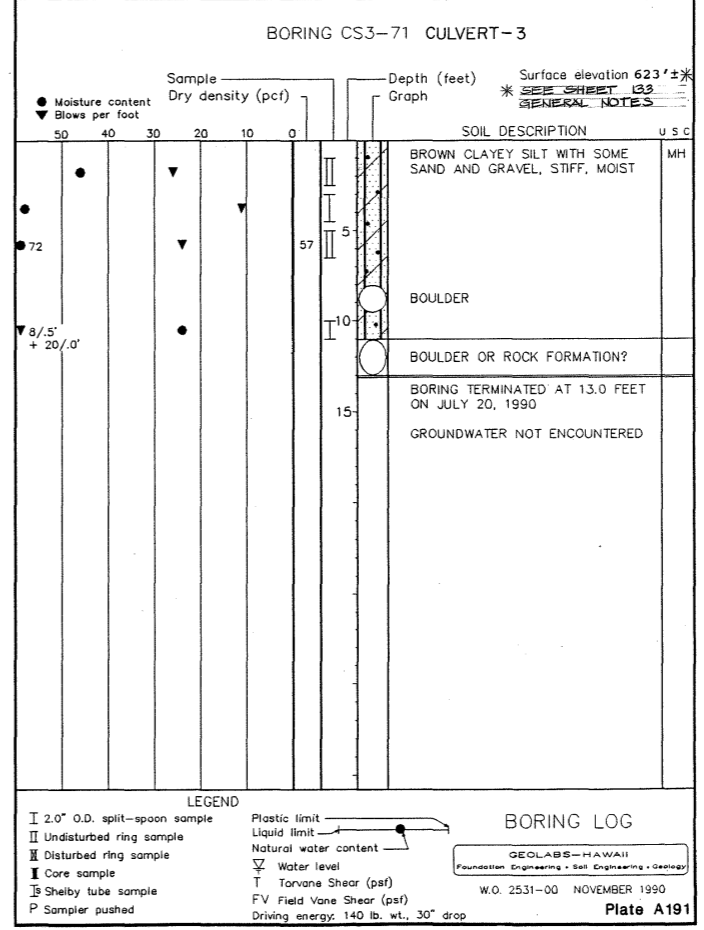 BORING CS3-71 CULVERT-3
Sample
Depth (feet)
Surface elevation 623'±*
Dry density (pcf)
Graph
* SEE SHEET 133
GENERAL NOTES
● Moisture content
▼ Blows per foot
50 40 30 20 10 0
SOIL DESCRIPTION
U S C
BROWN CLAYEY SILT WITH SOME
SAND AND GRAVEL, STIFF, MOIST
MH
5
72
57
BOULDER
10
8/.5'
+ 20/.0'
BOULDER OR ROCK FORMATION?
BORING TERMINATED AT 13.0 FEET
ON JULY 20, 1990
15
GROUNDWATER NOT ENCOUNTERED
LEGEND
2.0" O.D. split-spoon sample
Undisturbed ring sample
Disturbed ring sample
Core sample
Shelby tube sample
P Sampler pushed
Plastic limit
Liquid limit
Natural water content
Water level
T Torvane Shear (psf)
FV Field Vane Shear (psf)
Driving energy: 140 lb. wt., 30" drop
BORING LOG
GEOLABS-HAWAII
Foundation Engineering • Soil Engineering • Geology
W.O. 2531-00 NOVEMBER 1990
Plate A191